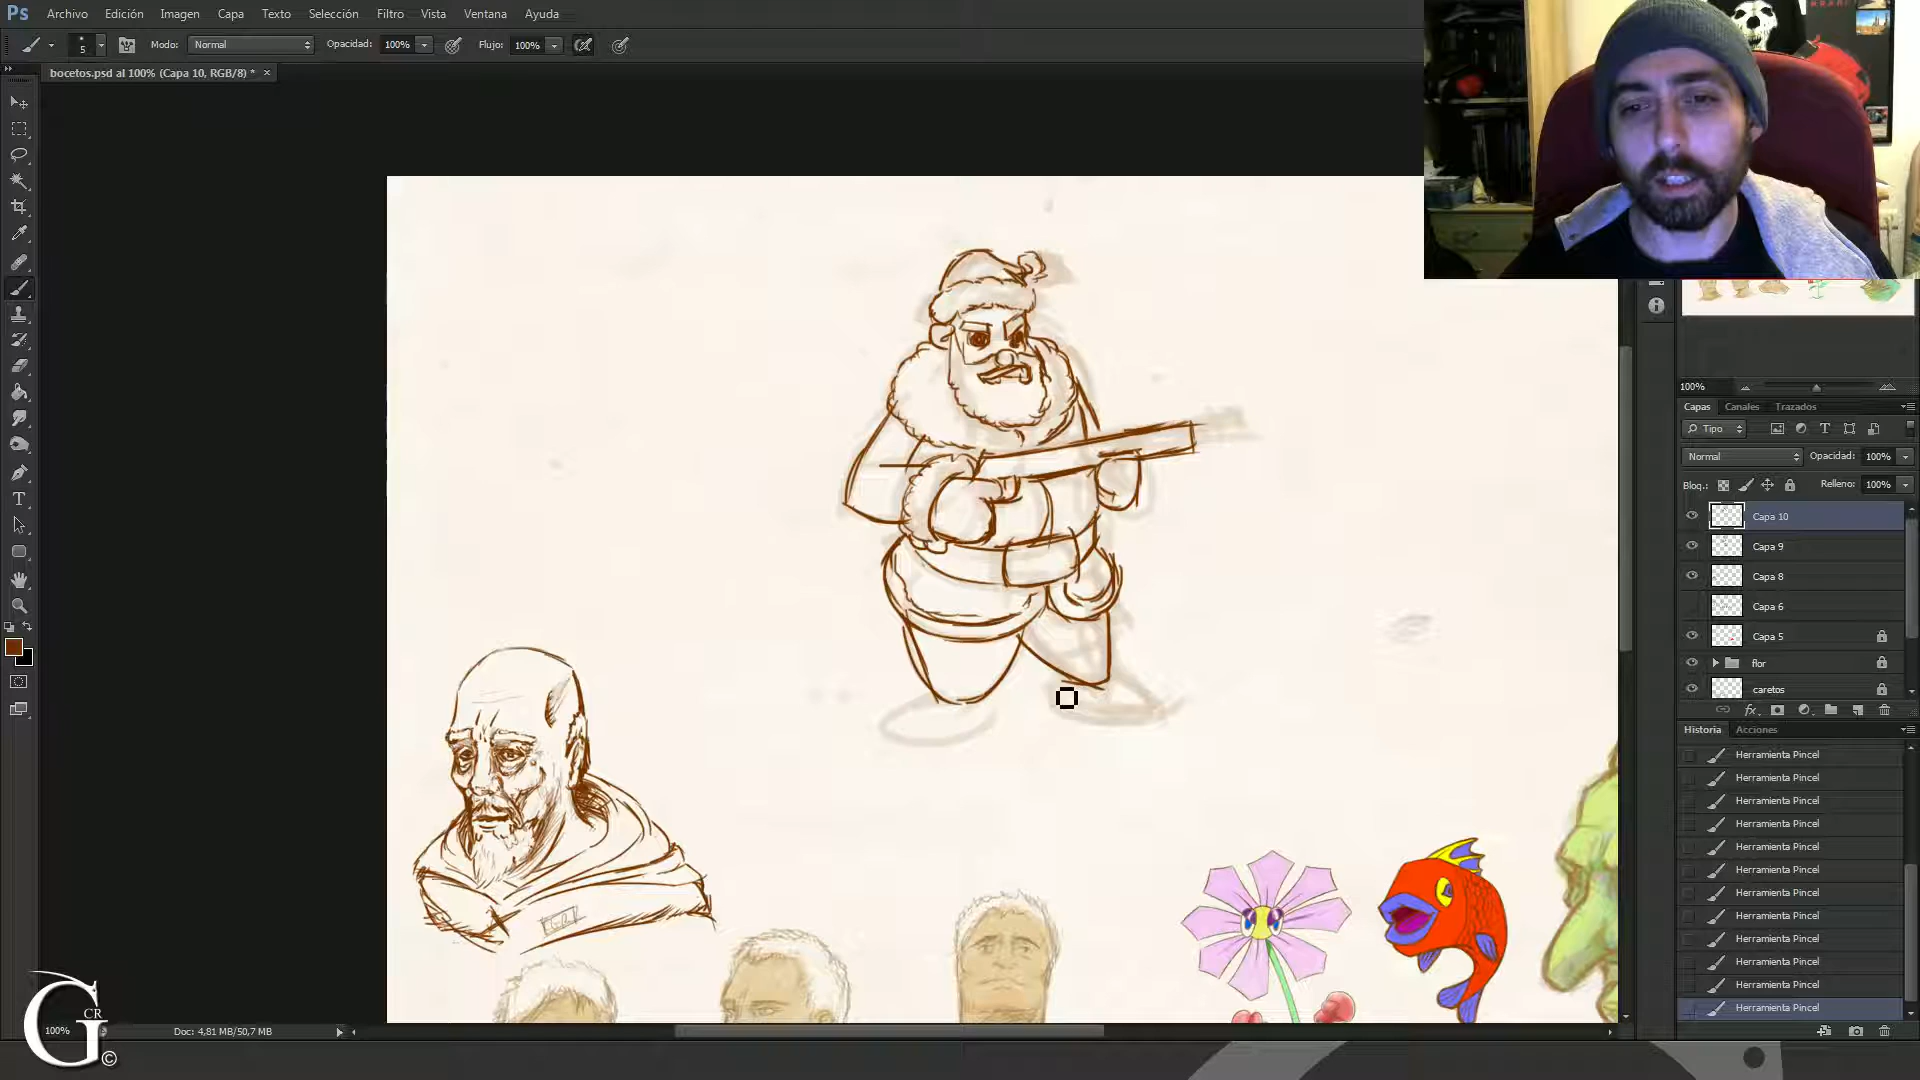 Ps Archivo Edición Imagen Capa Texto Selección Filtro Vista Ventana Ayuda
5 Modo: Normal Opacidad: 100% Flujo: 100%
bocetos.psd al 100% (Capa 10, RGB/8) * ×
100%
Capas Canales Trazados
Tipo
Normal Opacidad: 100%
Bloq.: Relleno: 100%
Capa 10
Capa 9
Capa 8
Capa 6
Capa 5
flor
caretos
fx
Historia Acciones
Herramienta Pincel
Herramienta Pincel
Herramienta Pincel
Herramienta Pincel
Herramienta Pincel
Herramienta Pincel
Herramienta Pincel
Herramienta Pincel
Herramienta Pincel
Herramienta Pincel
Herramienta Pincel
Herramienta Pincel
100% Doc: 4,81 MB/50,7 MB
G CR ©